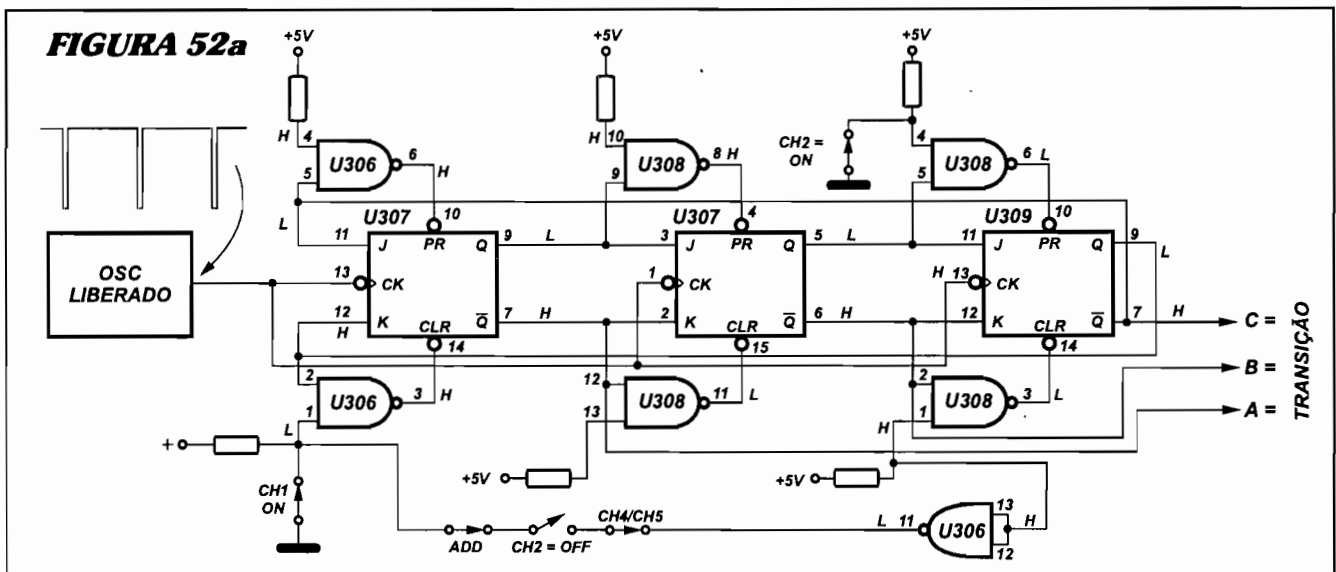 FIGURA 52a
+5V
+5V
+5V
H 4
5
U306
6
H
H 10
9
U308
8 H
CH2 =
ON
4
5
U308
6 L
L
U307
10
11
J
PR
Q
9
L
13
CK
12
H
K
CLR
Q
7
H
14
U307
4
3
J
PR
Q
5
L
1
CK
2
K
CLR
Q
6
H
15
U309
10
11
J
PR
Q
9
L
H 13
CK
12
K
CLR
Q
7
H
14
OSC
LIBERADO
C =
B =
A =
TRANSIÇÃO
2
1
U306
3
H
L
12
13
U308
11
L
2
1
U308
3
L
H
+
CH1
ON
+5V
+5V
ADD
CH2 = OFF
CH4/CH5
L 11
U306
13
12
H